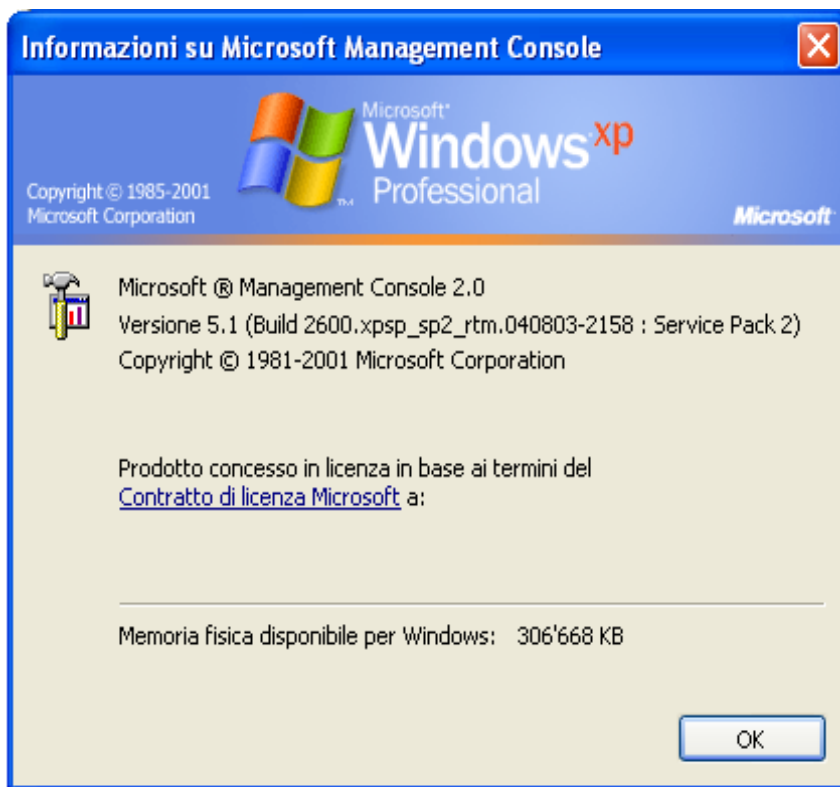 Informazioni su Microsoft Management Console
Microsoft®
Windows xp
Professional
Copyright © 1985-2001
Microsoft Corporation
Microsoft
Microsoft ® Management Console 2.0
Versione 5.1 (Build 2600.xpsp_sp2_rtm.040803-2158 : Service Pack 2)
Copyright © 1981-2001 Microsoft Corporation
Prodotto concesso in licenza in base ai termini del
Contratto di licenza Microsoft a:
Memoria fisica disponibile per Windows: 306'668 KB
OK